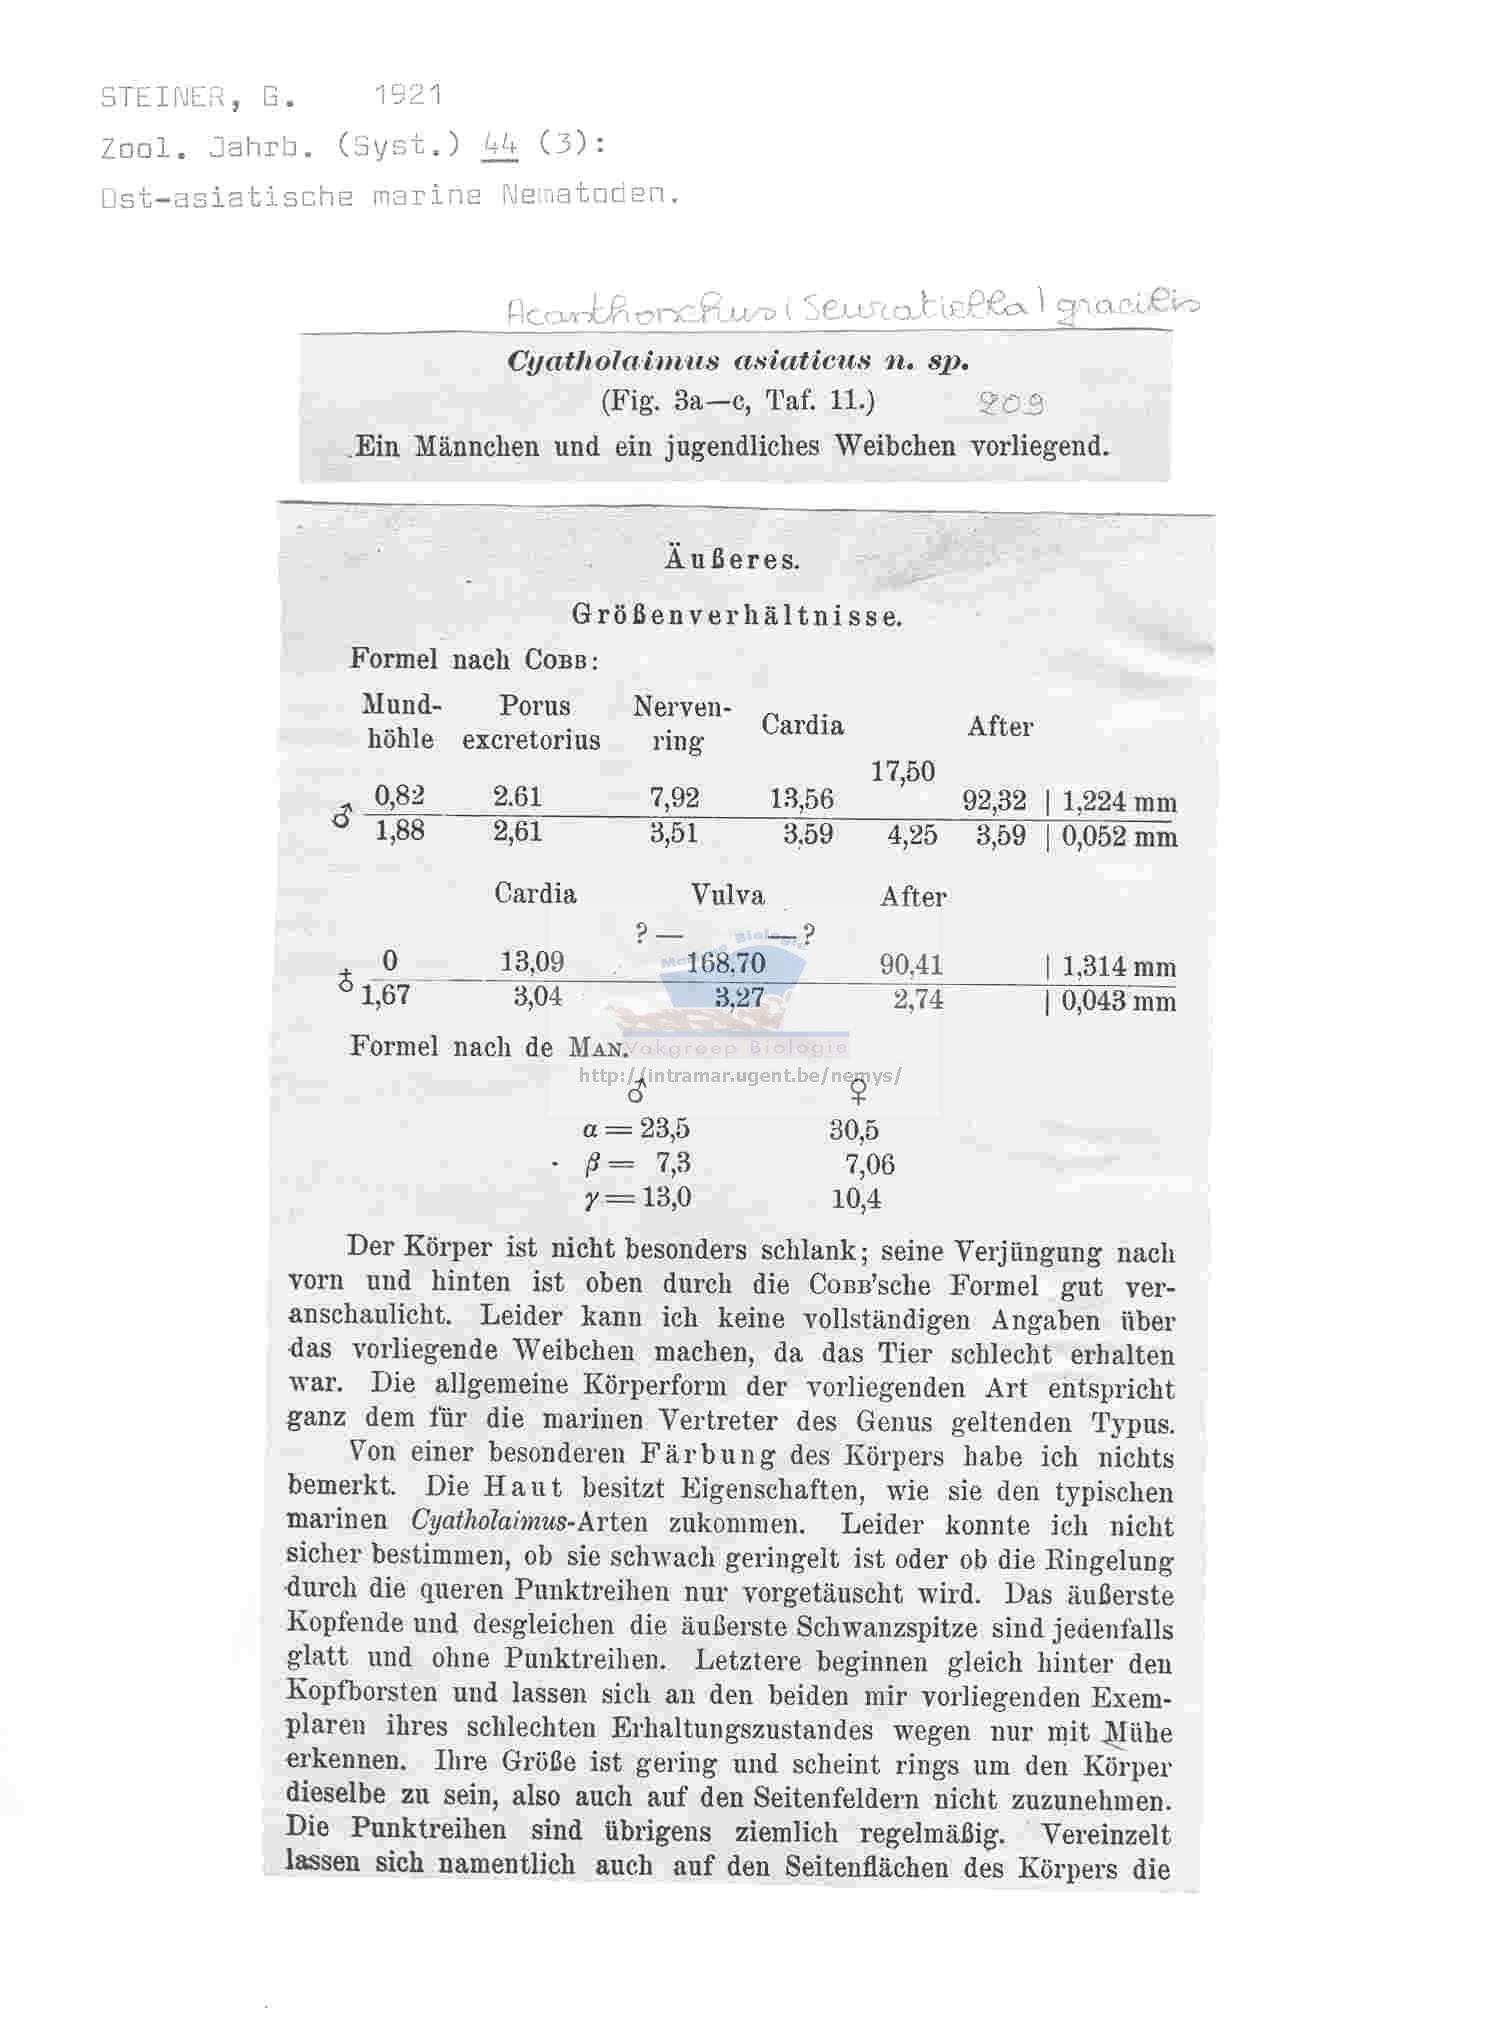 STEINER, G. 1921
Zool. Jahrb. (Syst.) 44 (3):
Ost-asiatische marine Nematoden.
Acanthonchus (Seuratiella) gracilis
Cyatholaimus asiaticus n. sp.
(Fig. 3a—c, Taf. 11.) 209
Ein Männchen und ein jugendliches Weibchen vorliegend.
Äußeres.
Größenverhältnisse.
Formel nach COBB:
Mund- Porus Nerven- Cardia After
höhle excretorius ring
17,50
♂ 0,82 2.61 7,92 13,56 92,32 | 1,224 mm
1,88 2,61 3,51 3,59 4,25 3,59 | 0,052 mm
Cardia Vulva After
? — — ?
♀ 0 13,09 168,70 90,41 | 1,314 mm
1,67 3,04 3,27 2,74 | 0,043 mm
Marine Biologie
Formel nach de MAN.
Vakgroep Biologie
http://intramar.ugent.be/nemys/
♂ ♀
α = 23,5 30,5
β = 7,3 7,06
γ = 13,0 10,4
Der Körper ist nicht besonders schlank; seine Verjüngung nach
vorn und hinten ist oben durch die COBB'sche Formel gut ver-
anschaulicht. Leider kann ich keine vollständigen Angaben über
das vorliegende Weibchen machen, da das Tier schlecht erhalten
war. Die allgemeine Körperform der vorliegenden Art entspricht
ganz dem für die marinen Vertreter des Genus geltenden Typus.
Von einer besonderen Färbung des Körpers habe ich nichts
bemerkt. Die Haut besitzt Eigenschaften, wie sie den typischen
marinen Cyatholaimus-Arten zukommen. Leider konnte ich nicht
sicher bestimmen, ob sie schwach geringelt ist oder ob die Ringelung
durch die queren Punktreihen nur vorgetäuscht wird. Das äußerste
Kopfende und desgleichen die äußerste Schwanzspitze sind jedenfalls
glatt und ohne Punktreihen. Letztere beginnen gleich hinter den
Kopfborsten und lassen sich an den beiden mir vorliegenden Exem-
plaren ihres schlechten Erhaltungszustandes wegen nur mit Mühe
erkennen. Ihre Größe ist gering und scheint rings um den Körper
dieselbe zu sein, also auch auf den Seitenfeldern nicht zuzunehmen.
Die Punktreihen sind übrigens ziemlich regelmäßig. Vereinzelt
lassen sich namentlich auch auf den Seitenflächen des Körpers die